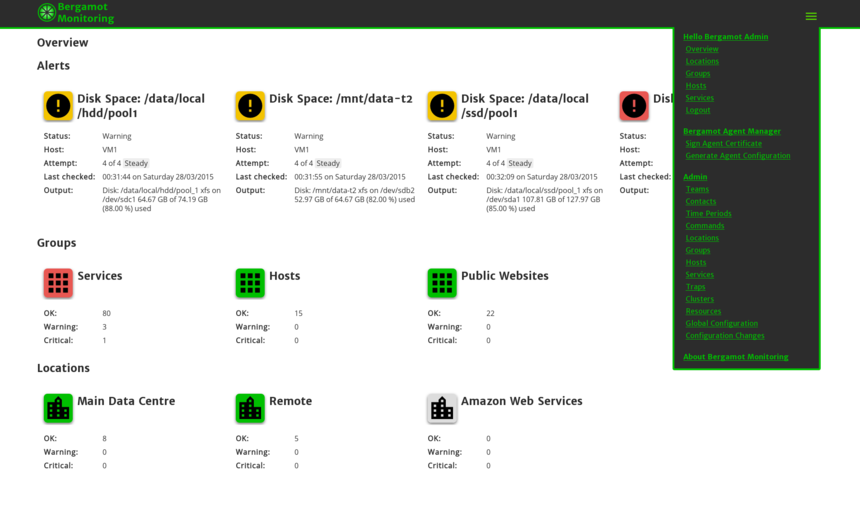 Bergamot
Monitoring
Overview
Alerts
Disk Space: /data/local
/hdd/pool1
Status: Warning
Host: VM1
Attempt: 4 of 4 Steady
Last checked: 00:31:44 on Saturday 28/03/2015
Output: Disk: /data/local/hdd/pool_1 xfs on
/dev/sdc1 64.67 GB of 74.19 GB
(88.00 %) used
Disk Space: /mnt/data-t2
Status: Warning
Host: VM1
Attempt: 4 of 4 Steady
Last checked: 00:31:55 on Saturday 28/03/2015
Output: Disk: /mnt/data-t2 xfs on /dev/sdb2
52.97 GB of 64.67 GB (82.00 %) used
Disk Space: /data/local
/ssd/pool1
Status: Warning
Host: VM1
Attempt: 4 of 4 Steady
Last checked: 00:32:09 on Saturday 28/03/2015
Output: Disk: /data/local/ssd/pool_1 xfs on
/dev/sda1 107.81 GB of 127.97 GB
(85.00 %) used
Status:
Host:
Attempt:
Last checked:
Output:
Groups
Services
OK: 80
Warning: 3
Critical: 1
Hosts
OK: 15
Warning: 0
Critical: 0
Public Websites
OK: 22
Warning: 0
Critical: 0
Locations
Main Data Centre
OK: 8
Warning: 0
Critical: 0
Remote
OK: 5
Warning: 0
Critical: 0
Amazon Web Services
OK: 0
Warning: 0
Critical: 0
Hello Bergamot Admin
Overview
Locations
Groups
Hosts
Services
Logout
Bergamot Agent Manager
Sign Agent Certificate
Generate Agent Configuration
Admin
Teams
Contacts
Time Periods
Commands
Locations
Groups
Hosts
Services
Traps
Clusters
Resources
Global Configuration
Configuration Changes
About Bergamot Monitoring